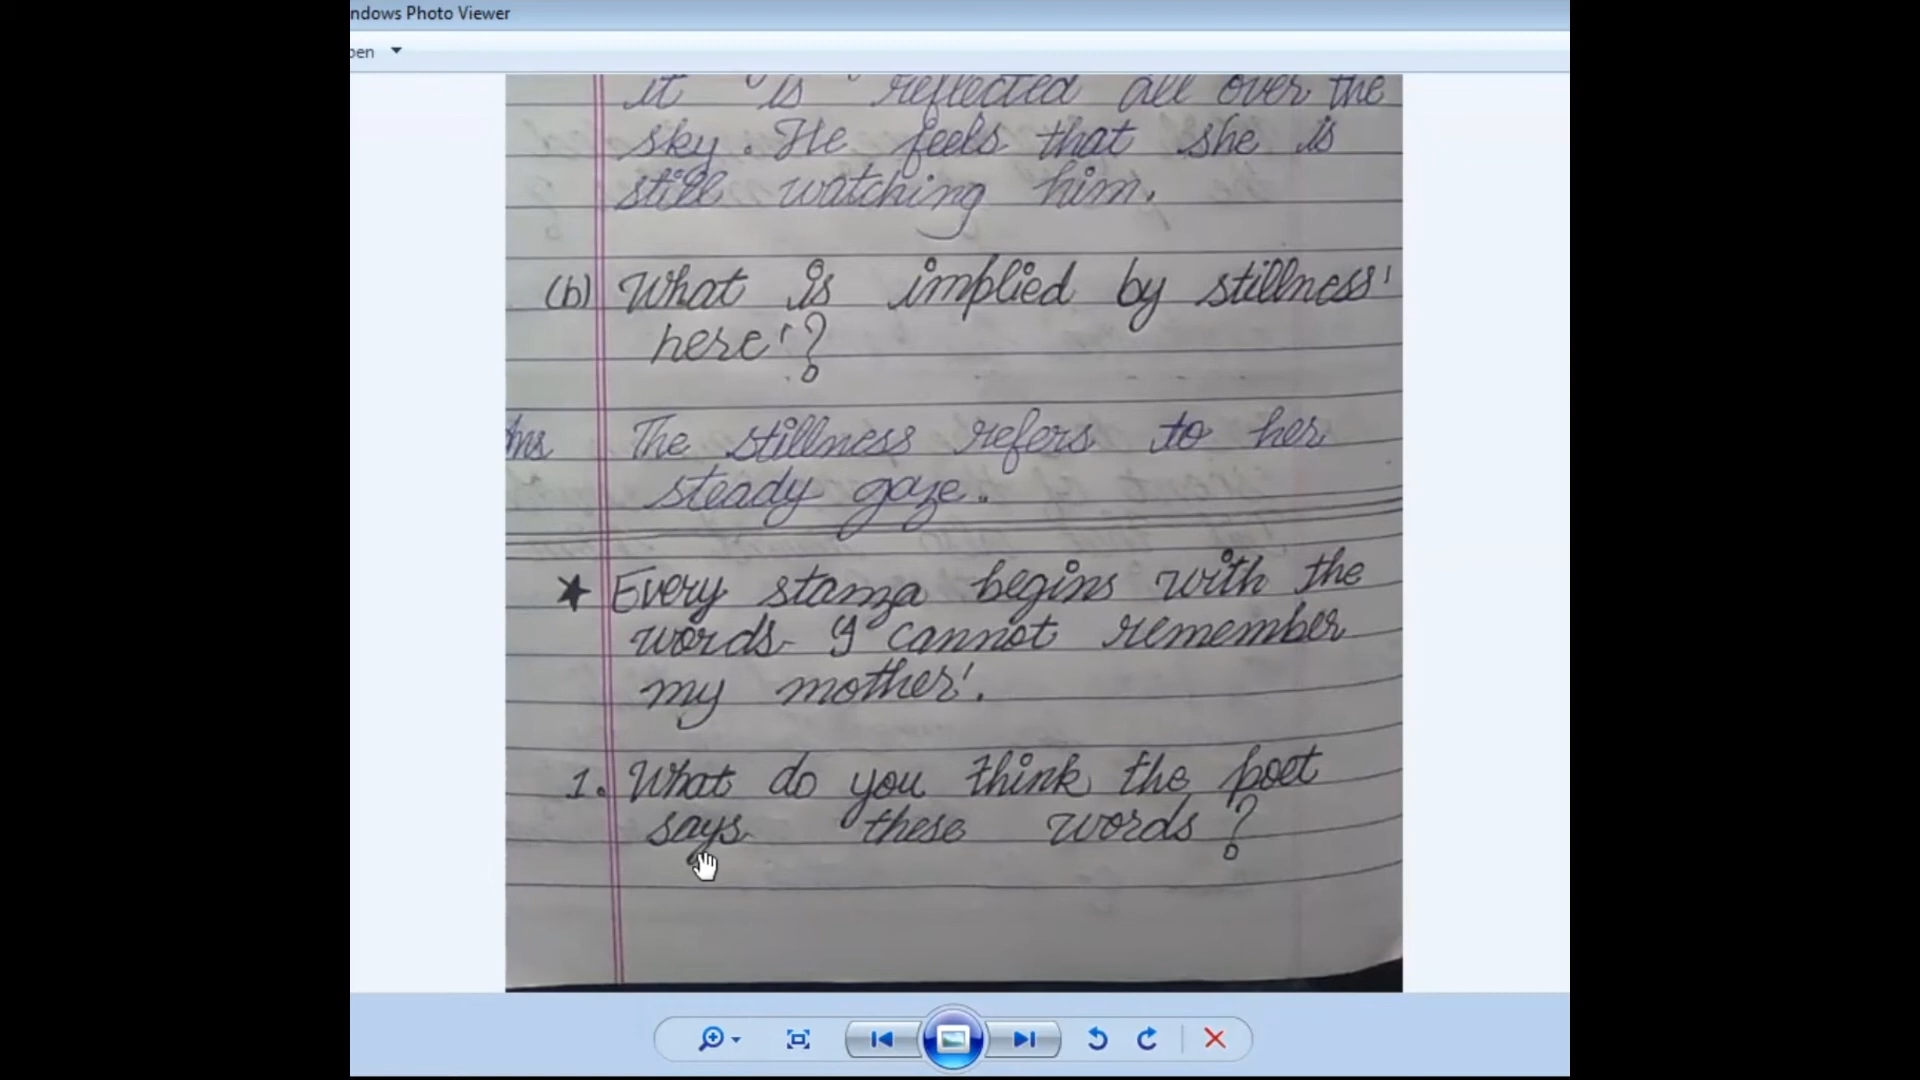 ndows Photo Viewer
pen
it is reflected all over the
sky. He feels that she is
still watching him.
(b) What is implied by stillness'
here'?
Ans The stillness refers to her
steady gaze.
★ Every stanza begins with the
words I cannot remember
my mother'.
1. What do you think the poet
says these words?